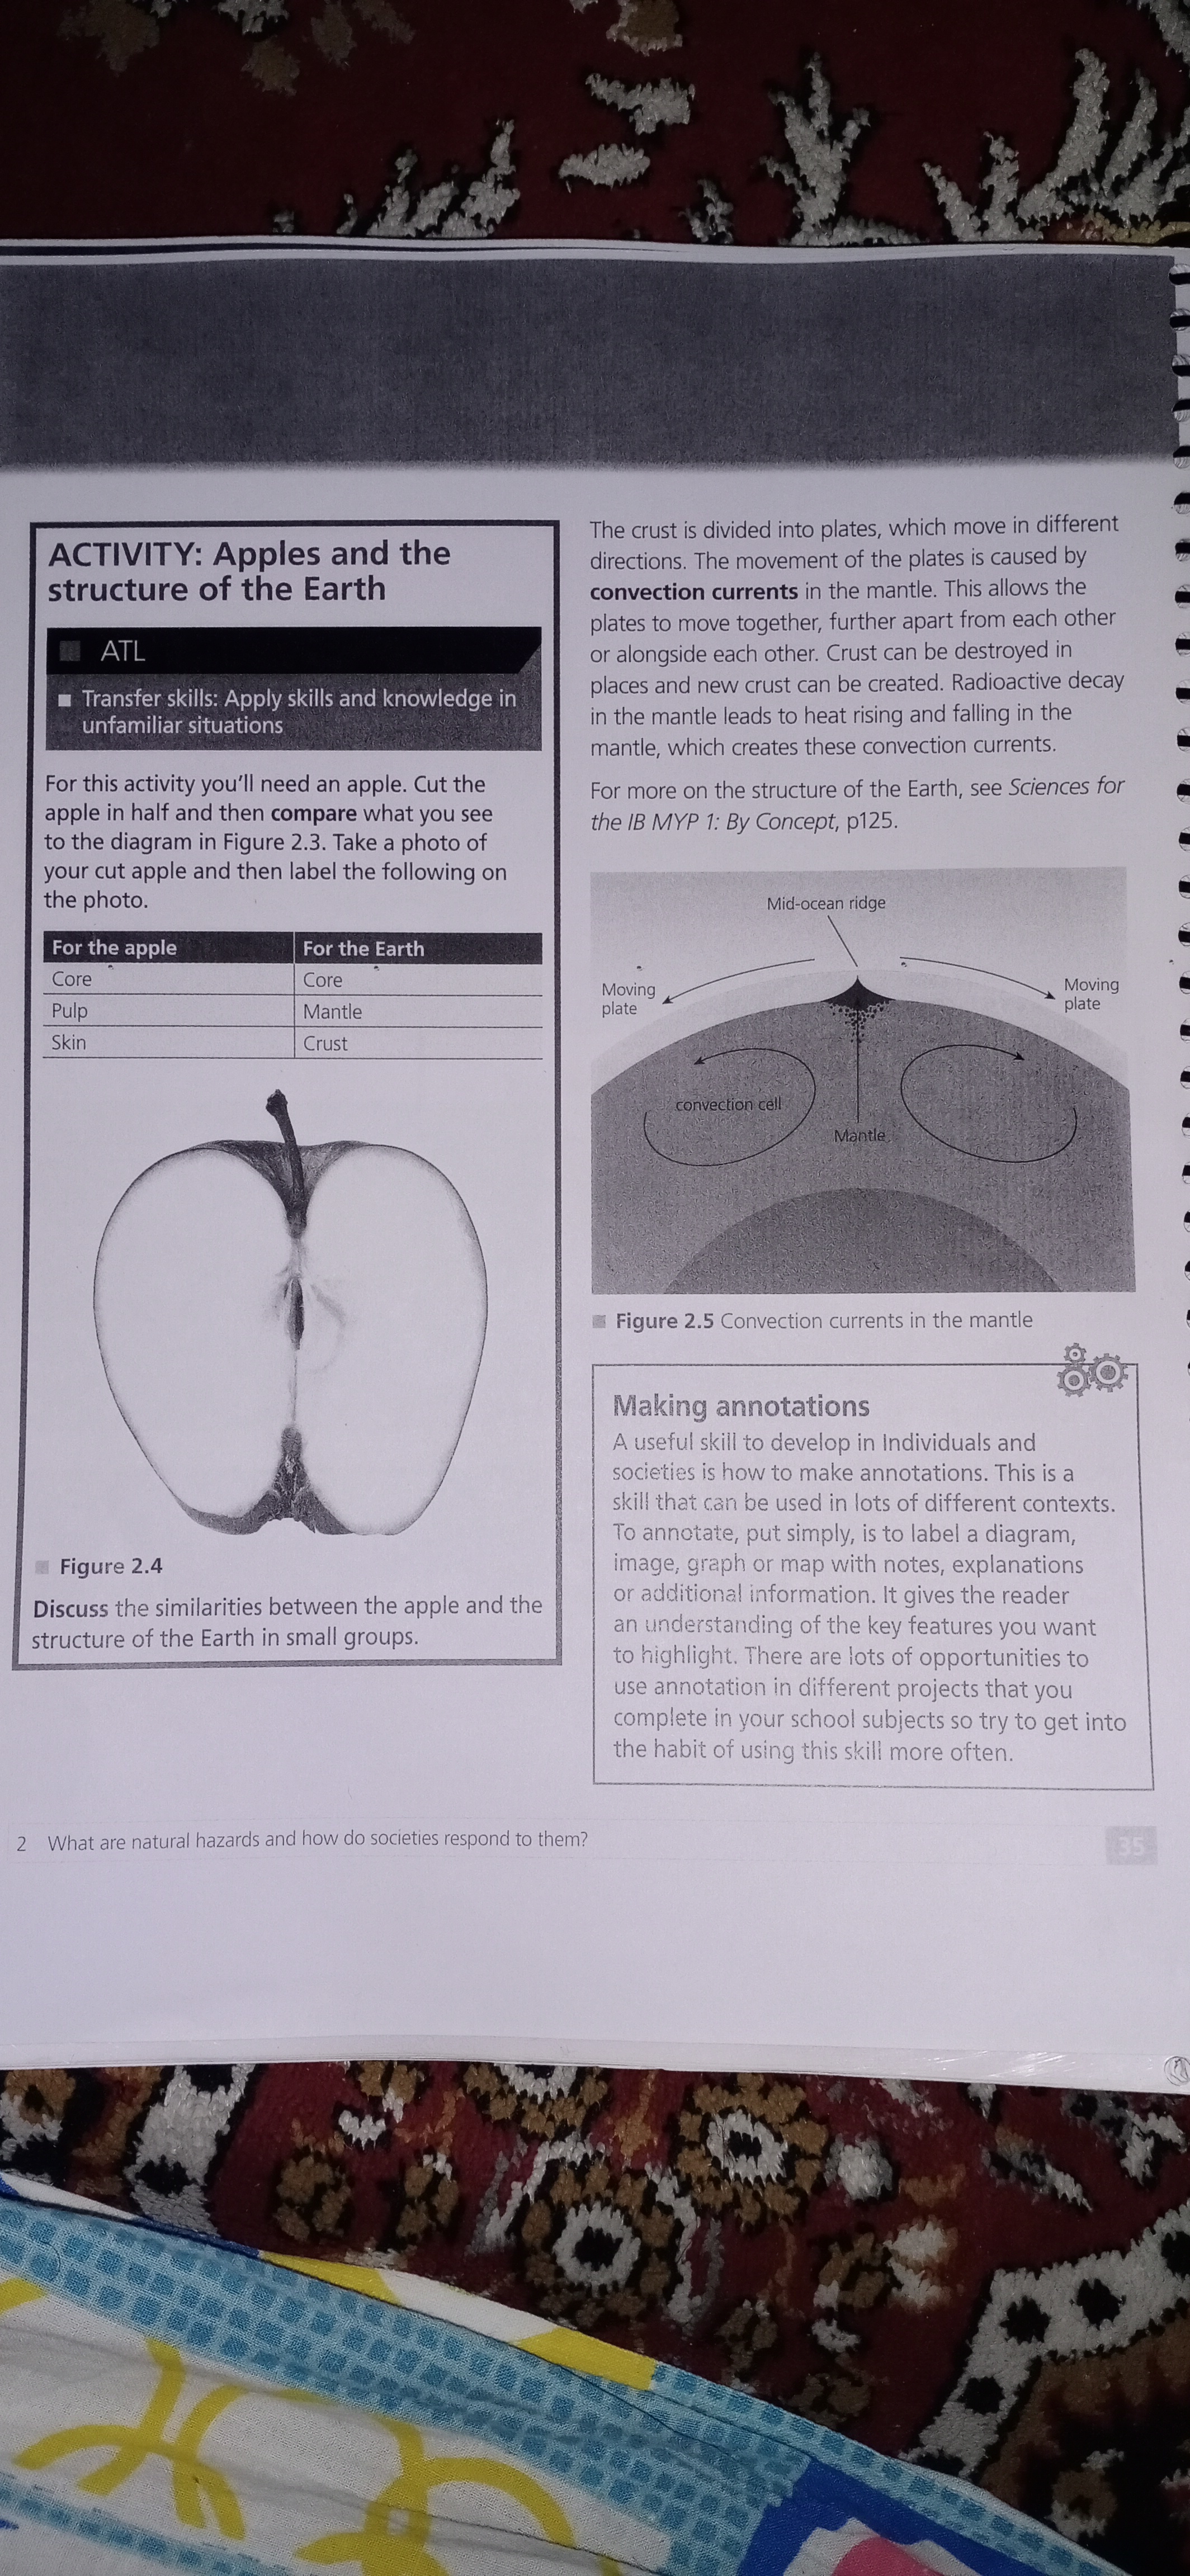 ACTIVITY: Apples and the
structure of the Earth
ATL
Transfer skills: Apply skills and knowledge in
unfamiliar situations
For this activity you'll need an apple. Cut the
apple in half and then compare what you see
to the diagram in Figure 2.3. Take a photo of
your cut apple and then label the following on
the photo.
For the apple For the Earth
Core Core
Pulp Mantle
Skin Crust
Figure 2.4
Discuss the similarities between the apple and the
structure of the Earth in small groups.
The crust is divided into plates, which move in different
directions. The movement of the plates is caused by
convection currents in the mantle. This allows the
plates to move together, further apart from each other
or alongside each other. Crust can be destroyed in
places and new crust can be created. Radioactive decay
in the mantle leads to heat rising and falling in the
mantle, which creates these convection currents.
For more on the structure of the Earth, see Sciences for
the IB MYP 1: By Concept, p125.
Mid-ocean ridge
Moving
plate
Moving
plate
convection cell
Mantle
Figure 2.5 Convection currents in the mantle
Making annotations
A useful skill to develop in Individuals and
societies is how to make annotations. This is a
skill that can be used in lots of different contexts.
To annotate, put simply, is to label a diagram,
image, graph or map with notes, explanations
or additional information. It gives the reader
an understanding of the key features you want
to highlight. There are lots of opportunities to
use annotation in different projects that you
complete in your school subjects so try to get into
the habit of using this skill more often.
2 What are natural hazards and how do societies respond to them?
35